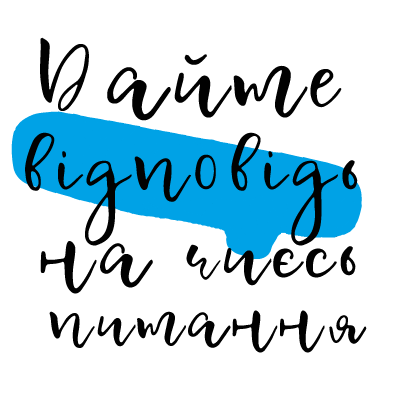 Дайте
відповідь
на чиєсь
питання